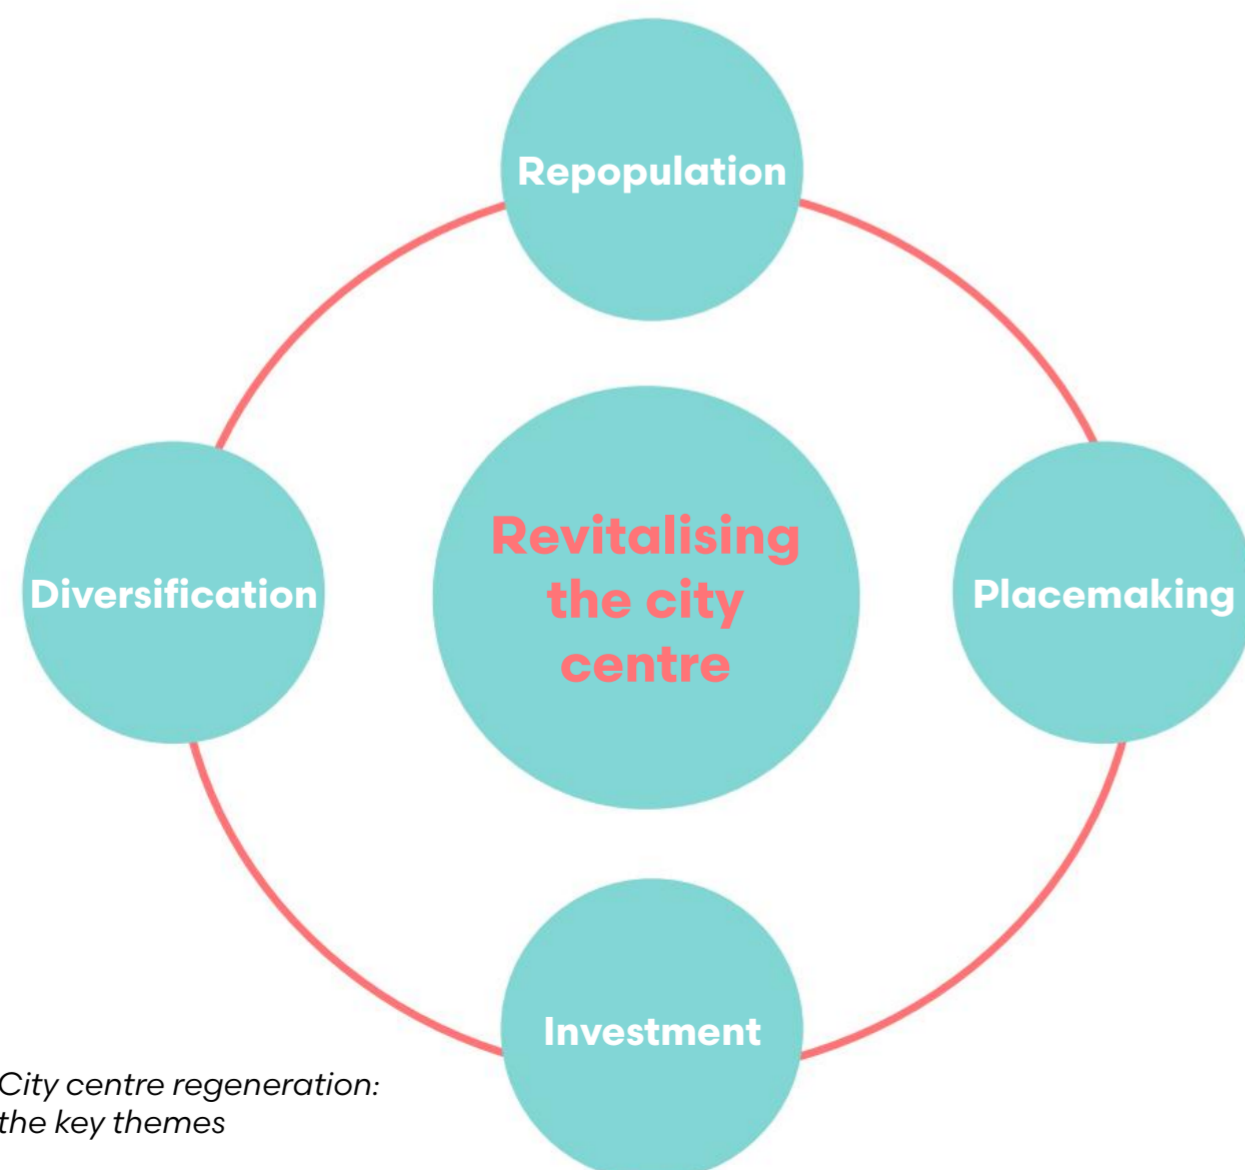 Repopulation
Diversification
Revitalising
the city
centre
Placemaking
Investment
City centre regeneration:
the key themes